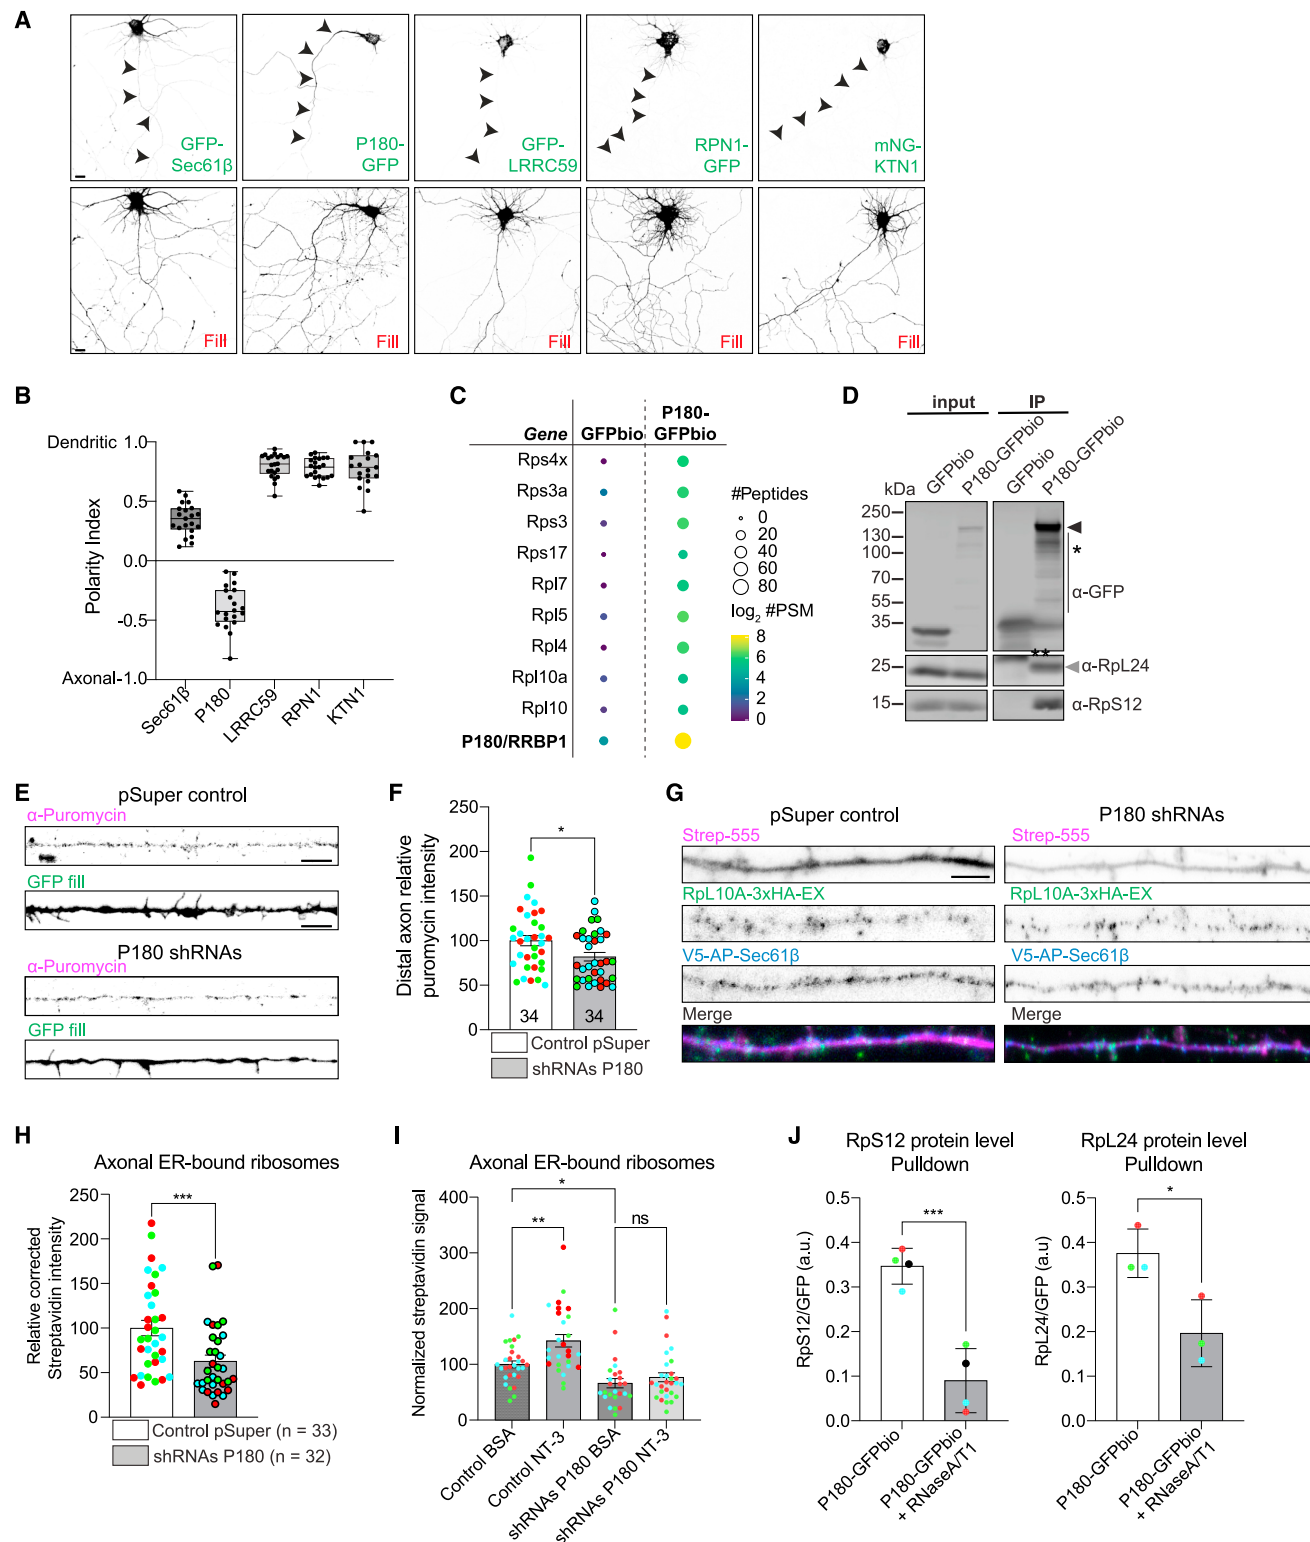 A
GFP-
Sec61β
P180-
GFP
GFP-
LRRC59
RPN1-
GFP
mNG-
KTN1
Fill
Fill
Fill
Fill
Fill
B
Dendritic 1.0
0.5
0.0
-0.5
Axonal-1.0
Polarity Index
Sec61β
P180
LRRC59
RPN1
KTN1
C
Gene
GFPbio
P180-
GFPbio
Rps4x
Rps3a
Rps3
Rps17
Rpl7
Rpl5
Rpl4
Rpl10a
Rpl10
P180/RRBP1
#Peptides
0
20
40
60
80
log2 #PSM
8
6
4
2
0
D
input
IP
GFPbio
P180-GFPbio
GFPbio
P180-GFPbio
kDa
250
130
100
70
55
35
25
15
*
α-GFP
**
α-RpL24
α-RpS12
E
pSuper control
α-Puromycin
GFP fill
P180 shRNAs
α-Puromycin
GFP fill
F
Distal axon relative
puromycin intensity
250
200
150
100
50
0
*
34
34
Control pSuper
shRNAs P180
G
pSuper control
P180 shRNAs
Strep-555
Strep-555
RpL10A-3xHA-EX
RpL10A-3xHA-EX
V5-AP-Sec61β
V5-AP-Sec61β
Merge
Merge
H
Axonal ER-bound ribosomes
Relative corrected
Streptavidin intensity
250
200
150
100
50
0
***
Control pSuper (n = 33)
shRNAs P180 (n = 32)
I
Axonal ER-bound ribosomes
Normalized streptavidin signal
400
300
200
100
0
*
**
ns
Control BSA
Control NT-3
shRNAs P180 BSA
shRNAs P180 NT-3
J
RpS12 protein level
Pulldown
RpS12/GFP (a.u.)
0.5
0.4
0.3
0.2
0.1
0.0
***
P180-GFPbio
P180-GFPbio
+ RNaseA/T1
RpL24 protein level
Pulldown
RpL24/GFP (a.u)
0.5
0.4
0.3
0.2
0.1
0.0
*
P180-GFPbio
P180-GFPbio
+ RNaseA/T1